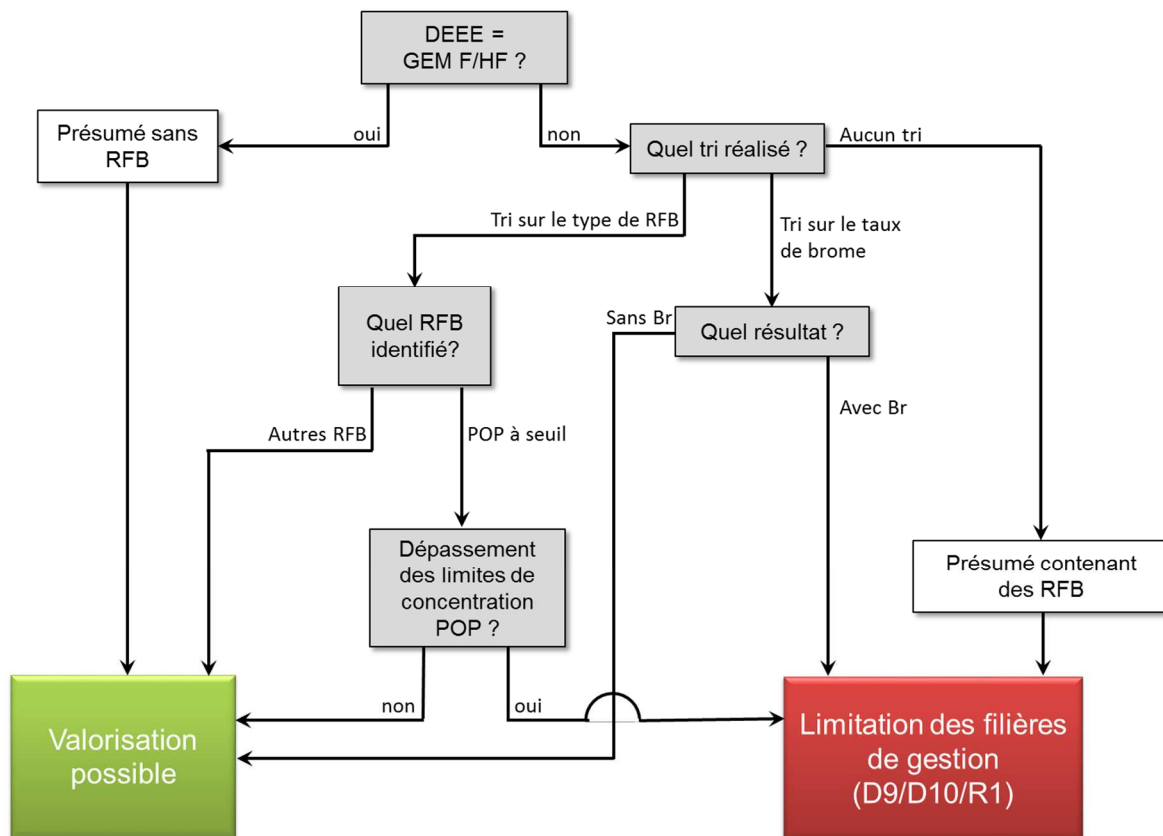 DEEE =
GEM F/HF ?
oui
non
Présumé sans
RFB
Quel tri réalisé ?
Aucun tri
Tri sur le type de RFB
Tri sur le taux
de brome
Quel RFB
identifié?
Sans Br
Quel résultat ?
Avec Br
Autres RFB
POP à seuil
Dépassement
des limites de
concentration
POP ?
Présumé contenant
des RFB
non
oui
Valorisation
possible
Limitation des filières
de gestion
(D9/D10/R1)